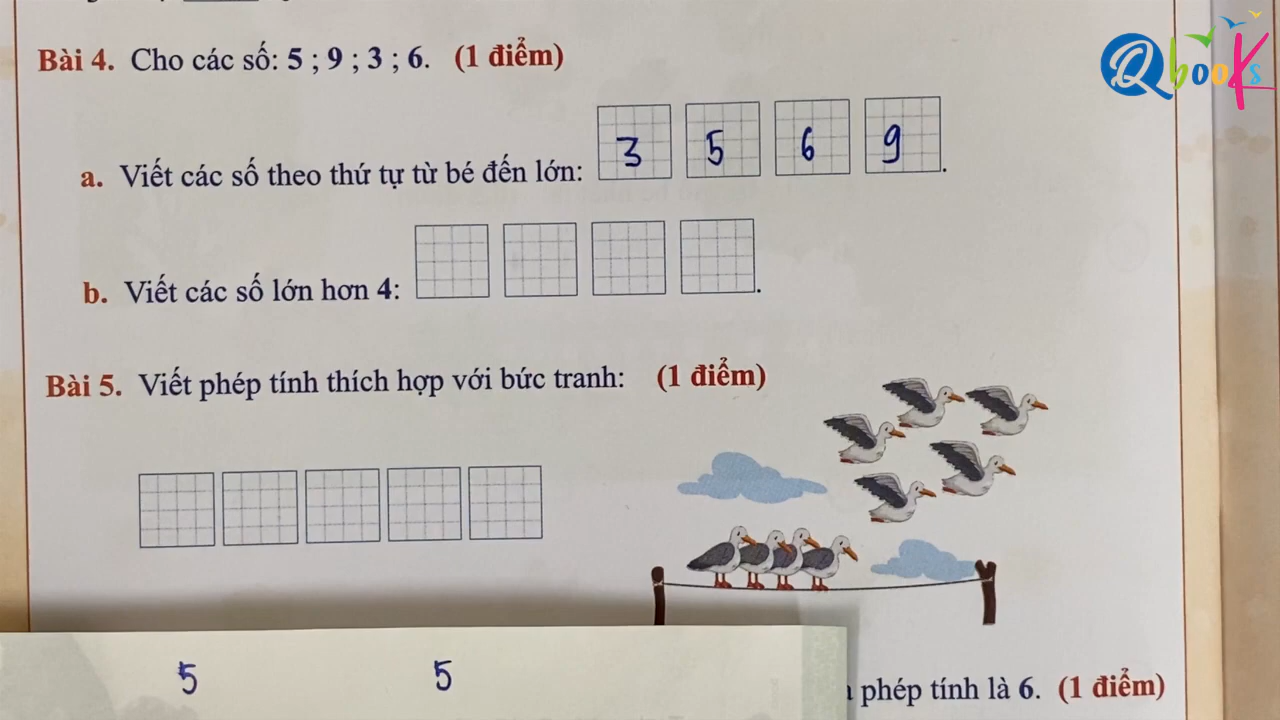 Qbooks
Bài 4. Cho các số: 5 ; 9 ; 3 ; 6. (1 điểm)
a. Viết các số theo thứ tự từ bé đến lớn: 3 5 6 9.
b. Viết các số lớn hơn 4:
Bài 5. Viết phép tính thích hợp với bức tranh: (1 điểm)
5 5
phép tính là 6. (1 điểm)